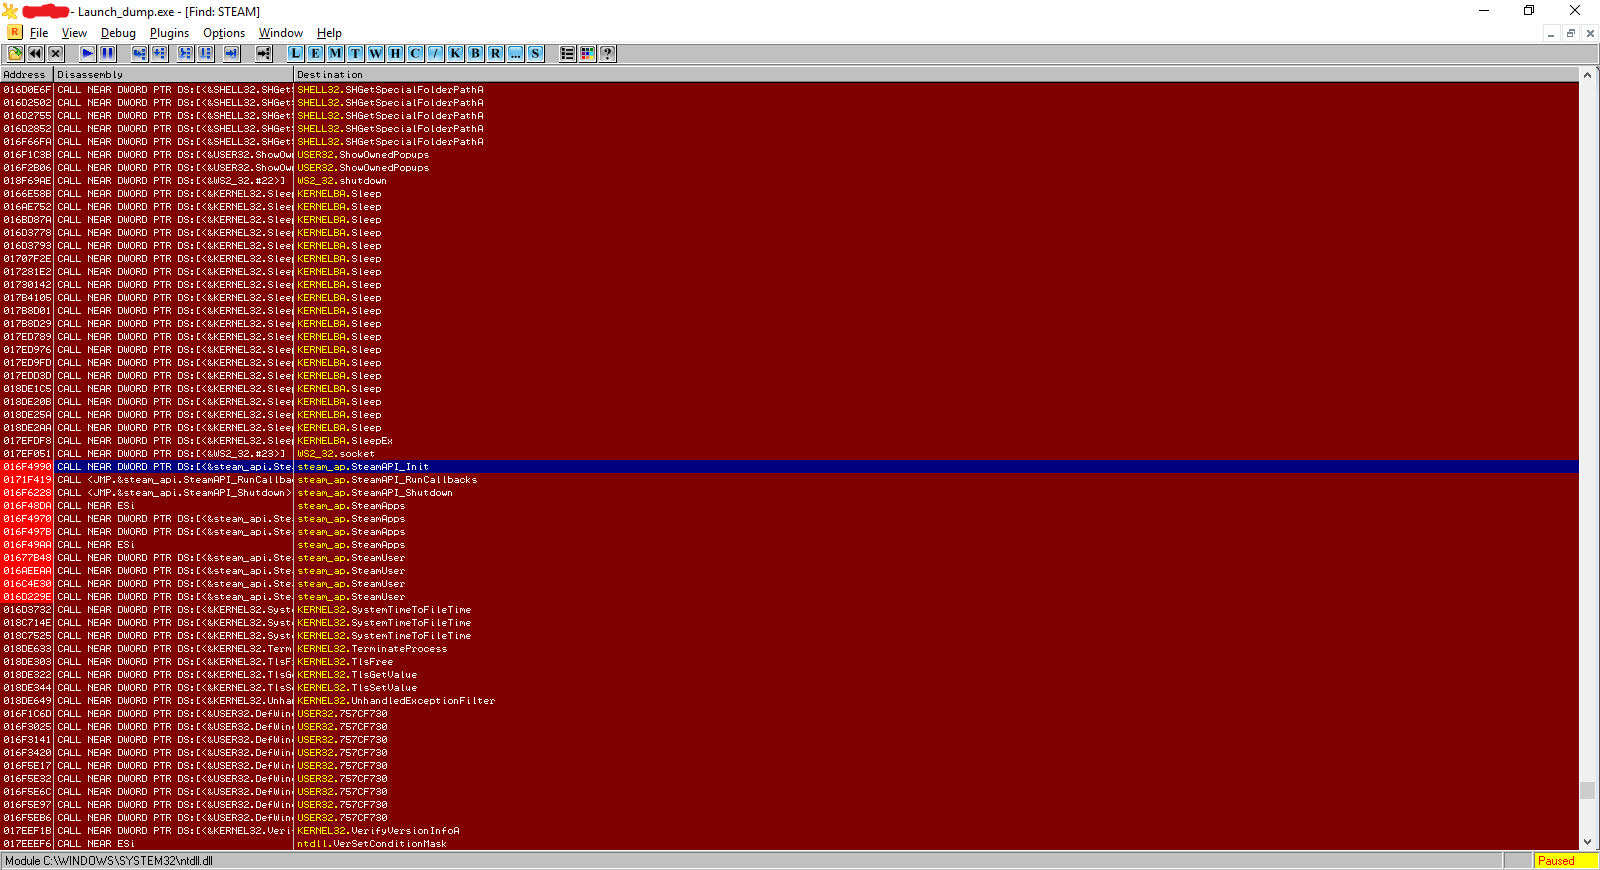 - Launch_dump.exe - [Find: STEAM]
R File View Debug Plugins Options Window Help
L E M T W H C / K B R ... S ?
Address Disassembly Destination
016D0E6F CALL NEAR DWORD PTR DS:[<&SHELL32.SHGet SHELL32.SHGetSpecialFolderPathA
016D2502 CALL NEAR DWORD PTR DS:[<&SHELL32.SHGet SHELL32.SHGetSpecialFolderPathA
016D2755 CALL NEAR DWORD PTR DS:[<&SHELL32.SHGet SHELL32.SHGetSpecialFolderPathA
016D2852 CALL NEAR DWORD PTR DS:[<&SHELL32.SHGet SHELL32.SHGetSpecialFolderPathA
016F66FA CALL NEAR DWORD PTR DS:[<&SHELL32.SHGet SHELL32.SHGetSpecialFolderPathA
016F1C3B CALL NEAR DWORD PTR DS:[<&USER32.ShowOw USER32.ShowOwnedPopups
016F2B06 CALL NEAR DWORD PTR DS:[<&USER32.ShowOw USER32.ShowOwnedPopups
018F69AE CALL NEAR DWORD PTR DS:[<&WS2_32.#22>] WS2_32.shutdown
0166E58B CALL NEAR DWORD PTR DS:[<&KERNEL32.Slee KERNELBA.Sleep
016AE752 CALL NEAR DWORD PTR DS:[<&KERNEL32.Slee KERNELBA.Sleep
016BD87A CALL NEAR DWORD PTR DS:[<&KERNEL32.Slee KERNELBA.Sleep
016D3778 CALL NEAR DWORD PTR DS:[<&KERNEL32.Slee KERNELBA.Sleep
016D3793 CALL NEAR DWORD PTR DS:[<&KERNEL32.Slee KERNELBA.Sleep
01707F2E CALL NEAR DWORD PTR DS:[<&KERNEL32.Slee KERNELBA.Sleep
017281E2 CALL NEAR DWORD PTR DS:[<&KERNEL32.Slee KERNELBA.Sleep
01730142 CALL NEAR DWORD PTR DS:[<&KERNEL32.Slee KERNELBA.Sleep
017B4105 CALL NEAR DWORD PTR DS:[<&KERNEL32.Slee KERNELBA.Sleep
017B8D01 CALL NEAR DWORD PTR DS:[<&KERNEL32.Slee KERNELBA.Sleep
017B8D29 CALL NEAR DWORD PTR DS:[<&KERNEL32.Slee KERNELBA.Sleep
017ED789 CALL NEAR DWORD PTR DS:[<&KERNEL32.Slee KERNELBA.Sleep
017ED976 CALL NEAR DWORD PTR DS:[<&KERNEL32.Slee KERNELBA.Sleep
017ED9FD CALL NEAR DWORD PTR DS:[<&KERNEL32.Slee KERNELBA.Sleep
017EDD3D CALL NEAR DWORD PTR DS:[<&KERNEL32.Slee KERNELBA.Sleep
018DE1C5 CALL NEAR DWORD PTR DS:[<&KERNEL32.Slee KERNELBA.Sleep
018DE20B CALL NEAR DWORD PTR DS:[<&KERNEL32.Slee KERNELBA.Sleep
018DE25A CALL NEAR DWORD PTR DS:[<&KERNEL32.Slee KERNELBA.Sleep
018DE2AA CALL NEAR DWORD PTR DS:[<&KERNEL32.Slee KERNELBA.Sleep
017EFDF8 CALL NEAR DWORD PTR DS:[<&KERNEL32.Slee KERNELBA.SleepEx
017EF051 CALL NEAR DWORD PTR DS:[<&WS2_32.#23>] WS2_32.socket
016F4990 CALL NEAR DWORD PTR DS:[<&steam_api.Ste steam_ap.SteamAPI_Init
0171F419 CALL <JMP.&steam_api.SteamAPI_RunCallba steam_ap.SteamAPI_RunCallbacks
016F6228 CALL <JMP.&steam_api.SteamAPI_Shutdown> steam_ap.SteamAPI_Shutdown
016F48DA CALL NEAR ESi steam_ap.SteamApps
016F4970 CALL NEAR DWORD PTR DS:[<&steam_api.Ste steam_ap.SteamApps
016F497B CALL NEAR DWORD PTR DS:[<&steam_api.Ste steam_ap.SteamApps
016F49AA CALL NEAR ESi steam_ap.SteamApps
01677B48 CALL NEAR DWORD PTR DS:[<&steam_api.Ste steam_ap.SteamUser
016AEEAA CALL NEAR DWORD PTR DS:[<&steam_api.Ste steam_ap.SteamUser
016C4E30 CALL NEAR DWORD PTR DS:[<&steam_api.Ste steam_ap.SteamUser
016D229E CALL NEAR DWORD PTR DS:[<&steam_api.Ste steam_ap.SteamUser
016D3732 CALL NEAR DWORD PTR DS:[<&KERNEL32.Syst KERNEL32.SystemTimeToFileTime
018C714E CALL NEAR DWORD PTR DS:[<&KERNEL32.Syst KERNEL32.SystemTimeToFileTime
018C7525 CALL NEAR DWORD PTR DS:[<&KERNEL32.Syst KERNEL32.SystemTimeToFileTime
018DE633 CALL NEAR DWORD PTR DS:[<&KERNEL32.Term KERNEL32.TerminateProcess
018DE303 CALL NEAR DWORD PTR DS:[<&KERNEL32.TlsF KERNEL32.TlsFree
018DE322 CALL NEAR DWORD PTR DS:[<&KERNEL32.TlsG KERNEL32.TlsGetValue
018DE344 CALL NEAR DWORD PTR DS:[<&KERNEL32.TlsS KERNEL32.TlsSetValue
018DE649 CALL NEAR DWORD PTR DS:[<&KERNEL32.Unha KERNEL32.UnhandledExceptionFilter
016F1C6D CALL NEAR DWORD PTR DS:[<&USER32.DefWin USER32.757CF730
016F3025 CALL NEAR DWORD PTR DS:[<&USER32.DefWin USER32.757CF730
016F3141 CALL NEAR DWORD PTR DS:[<&USER32.DefWin USER32.757CF730
016F3420 CALL NEAR DWORD PTR DS:[<&USER32.DefWin USER32.757CF730
016F5E17 CALL NEAR DWORD PTR DS:[<&USER32.DefWin USER32.757CF730
016F5E32 CALL NEAR DWORD PTR DS:[<&USER32.DefWin USER32.757CF730
016F5E6C CALL NEAR DWORD PTR DS:[<&USER32.DefWin USER32.757CF730
016F5E97 CALL NEAR DWORD PTR DS:[<&USER32.DefWin USER32.757CF730
016F5EB6 CALL NEAR DWORD PTR DS:[<&USER32.DefWin USER32.757CF730
017EEF1B CALL NEAR DWORD PTR DS:[<&KERNEL32.Veri KERNEL32.VerifyVersionInfoA
017EEEF6 CALL NEAR ESi ntdll.VerSetConditionMask
Module C:\WINDOWS\SYSTEM32\ntdll.dll Paused